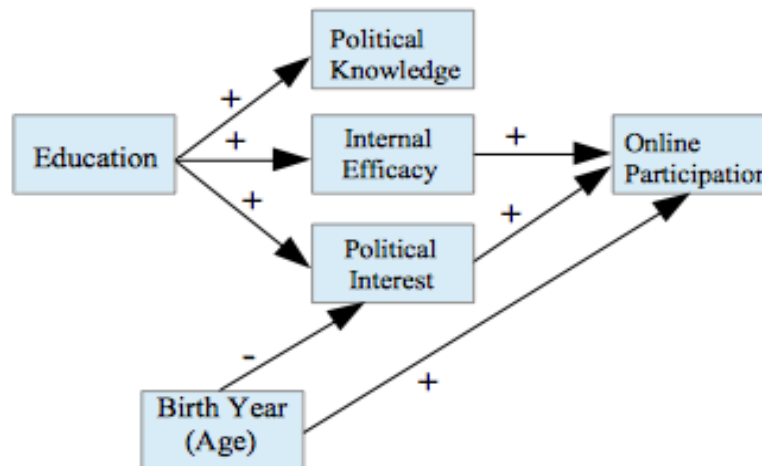 Political
Knowledge
+
+
+
Education
Internal
Efficacy
+
Online
Participation
+
Political
Interest
-
+
Birth Year
(Age)